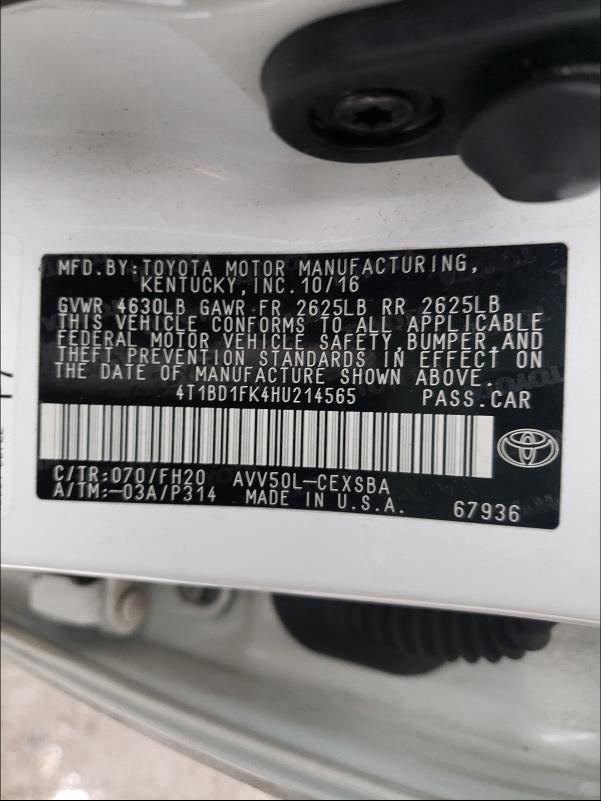 MFD.BY:TOYOTA MOTOR MANUFACTURING,
KENTUCKY,INC.10/16
GVWR 4630LB GAWR FR 2625LB RR 2625LB
THIS VEHICLE CONFORMS TO ALL APPLICABLE
FEDERAL MOTOR VEHICLE SAFETY,BUMPER,AND
THEFT PREVENTION STANDARDS IN EFFECT ON
THE DATE OF MANUFACTURE SHOWN ABOVE.
4T1BD1FK4HU214565 PASS.CAR
C/TR:070/FH20 AVV50L-CEXSBA
A/TM:-03A/P314 MADE IN U.S.A. 67936